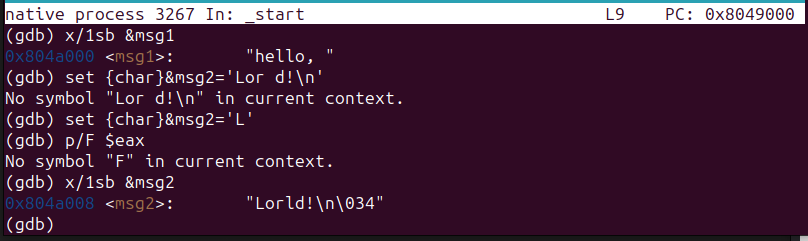 native process 3267 In: _start L9 PC: 0x8049000
(gdb) x/1sb &msg1
0x804a000 <msg1>: "hello, "
(gdb) set {char}&msg2='Lor d!\n'
No symbol "Lor d!\n" in current context.
(gdb) set {char}&msg2='L'
(gdb) p/F $eax
No symbol "F" in current context.
(gdb) x/1sb &msg2
0x804a008 <msg2>: "Lorld!\n\034"
(gdb)